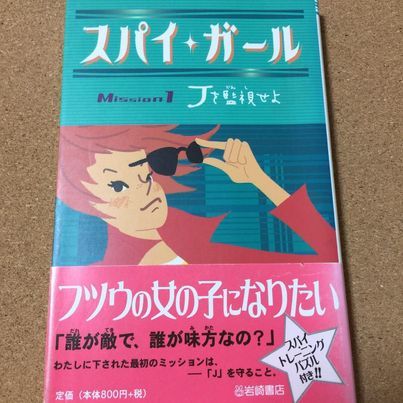 スパイ・ガール
Mission1 Jを監視せよ
フツウの女の子になりたい
「誰が敵で、誰が味方なの?」
わたしに下された最初のミッションは、
――「J」を守ること。
定価(本体800円+税)
岩崎書店
スパイ
トレーニング
パズル
付き!!